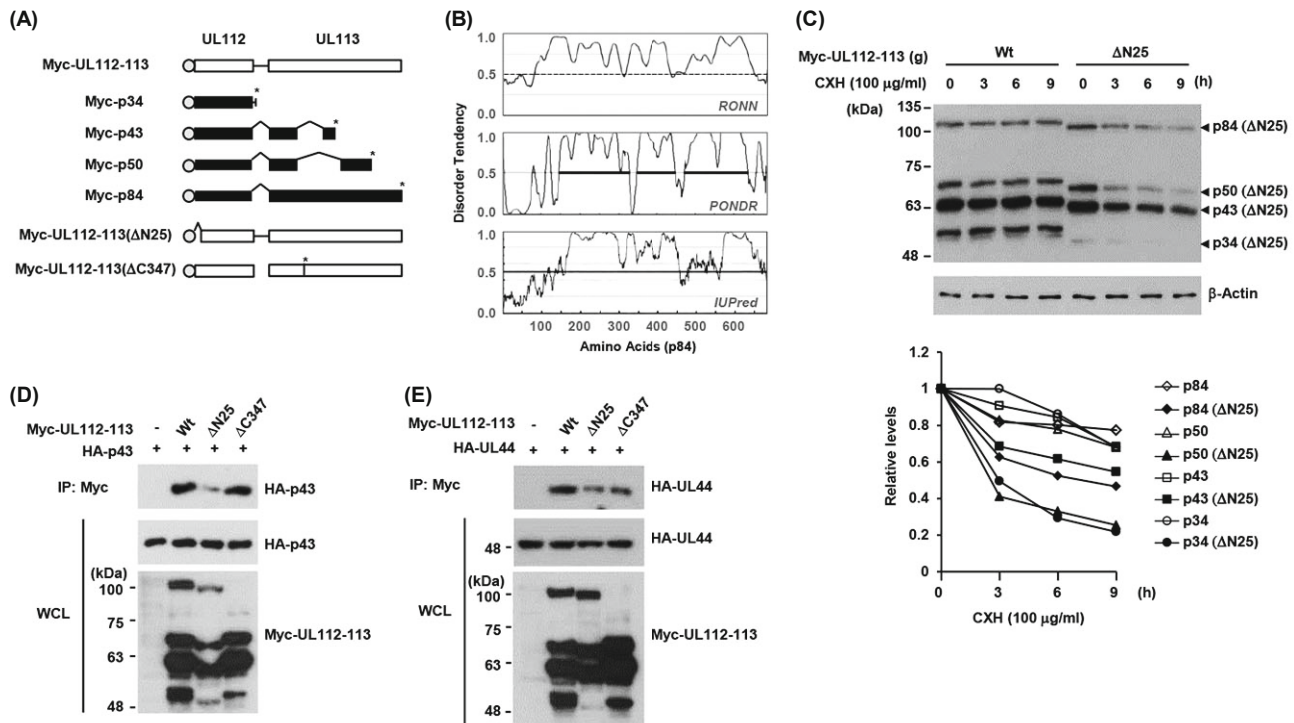 (A)
UL112 UL113
Myc-UL112-113
Myc-p34 *
Myc-p43 *
Myc-p50 *
Myc-p84 *
Myc-UL112-113(ΔN25)
Myc-UL112-113(ΔC347) *
(B)
Disorder Tendency
1.0
0.5
0.0
RONN
1.0
0.5
0.0
PONDR
1.0
0.5
0.0
IUPred
100 200 300 400 500 600
Amino Acids (p84)
(C)
Wt ΔN25
Myc-UL112-113 (g)
CXH (100 μg/ml) 0 3 6 9 0 3 6 9 (h)
(kDa)
135
100
75
63
48
p84 (ΔN25)
p50 (ΔN25)
p43 (ΔN25)
p34 (ΔN25)
β-Actin
Relative levels
1.2
1
0.8
0.6
0.4
0.2
0
0 3 6 9 (h)
CXH (100 μg/ml)
p84
p84 (ΔN25)
p50
p50 (ΔN25)
p43
p43 (ΔN25)
p34
p34 (ΔN25)
(D)
Myc-UL112-113 - Wt ΔN25 ΔC347
HA-p43 + + + +
IP: Myc HA-p43
HA-p43
(kDa)
100
75
63
48
WCL
Myc-UL112-113
(E)
Myc-UL112-113 - Wt ΔN25 ΔC347
HA-UL44 + + + +
IP: Myc HA-UL44
48 HA-UL44
(kDa)
100
75
63
48
WCL
Myc-UL112-113